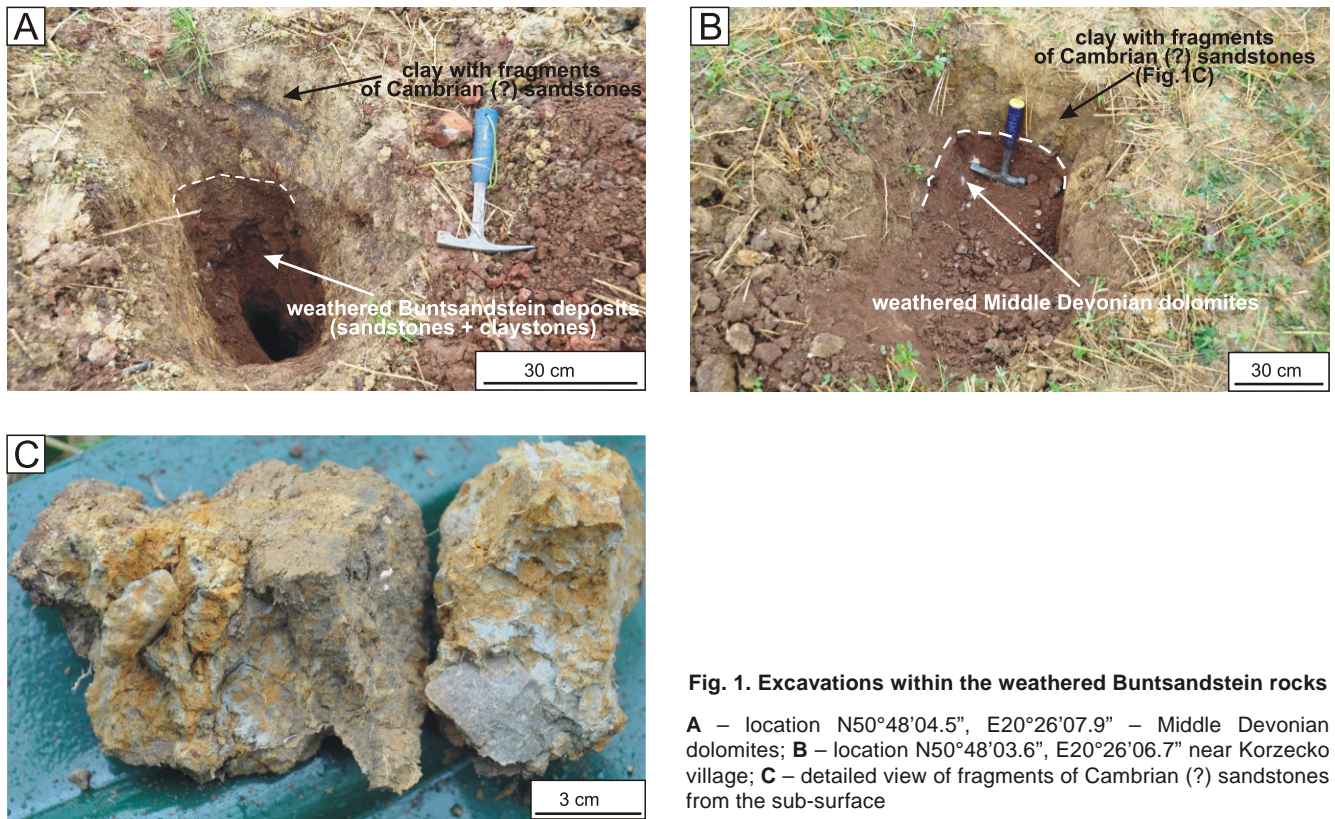 A
clay with fragments
of Cambrian (?) sandstones
weathered Buntsandstein deposits
(sandstones + claystones)
30 cm
B
clay with fragments
of Cambrian (?) sandstones
(Fig.1C)
weathered Middle Devonian dolomites
30 cm
C
3 cm
Fig. 1. Excavations within the weathered Buntsandstein rocks
A – location N50°48’04.5”, E20°26’07.9” – Middle Devonian
dolomites; B – location N50°48’03.6”, E20°26’06.7” near Korzecko
village; C – detailed view of fragments of Cambrian (?) sandstones
from the sub-surface